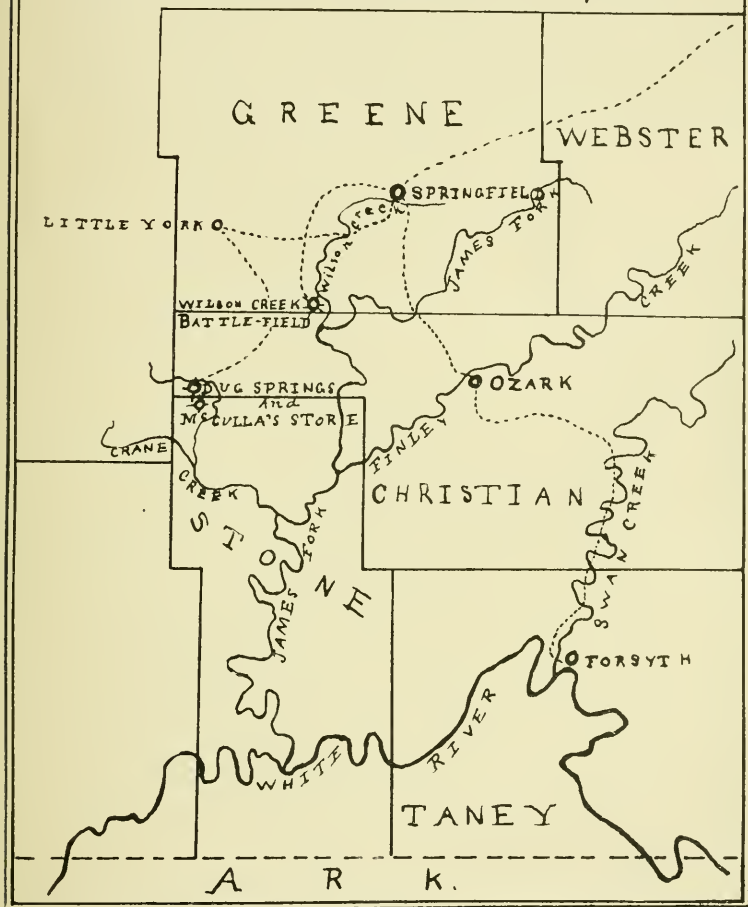 GREENE
WEBSTER
SPRINGFIELD
LITTLE YORK
Wilson Creek
JAMES FORK
CREEK
WILSON CREEK
BATTLE-FIELD
DUG SPRINGS
And
McCULLA'S STORE
OZARK
CRANE
CREEK
FINLEY
CHRISTIAN
SWAN CREEK
STONE
JAMES FORK
FORSYTH
WHITE
RIVER
TANEY
ARK.